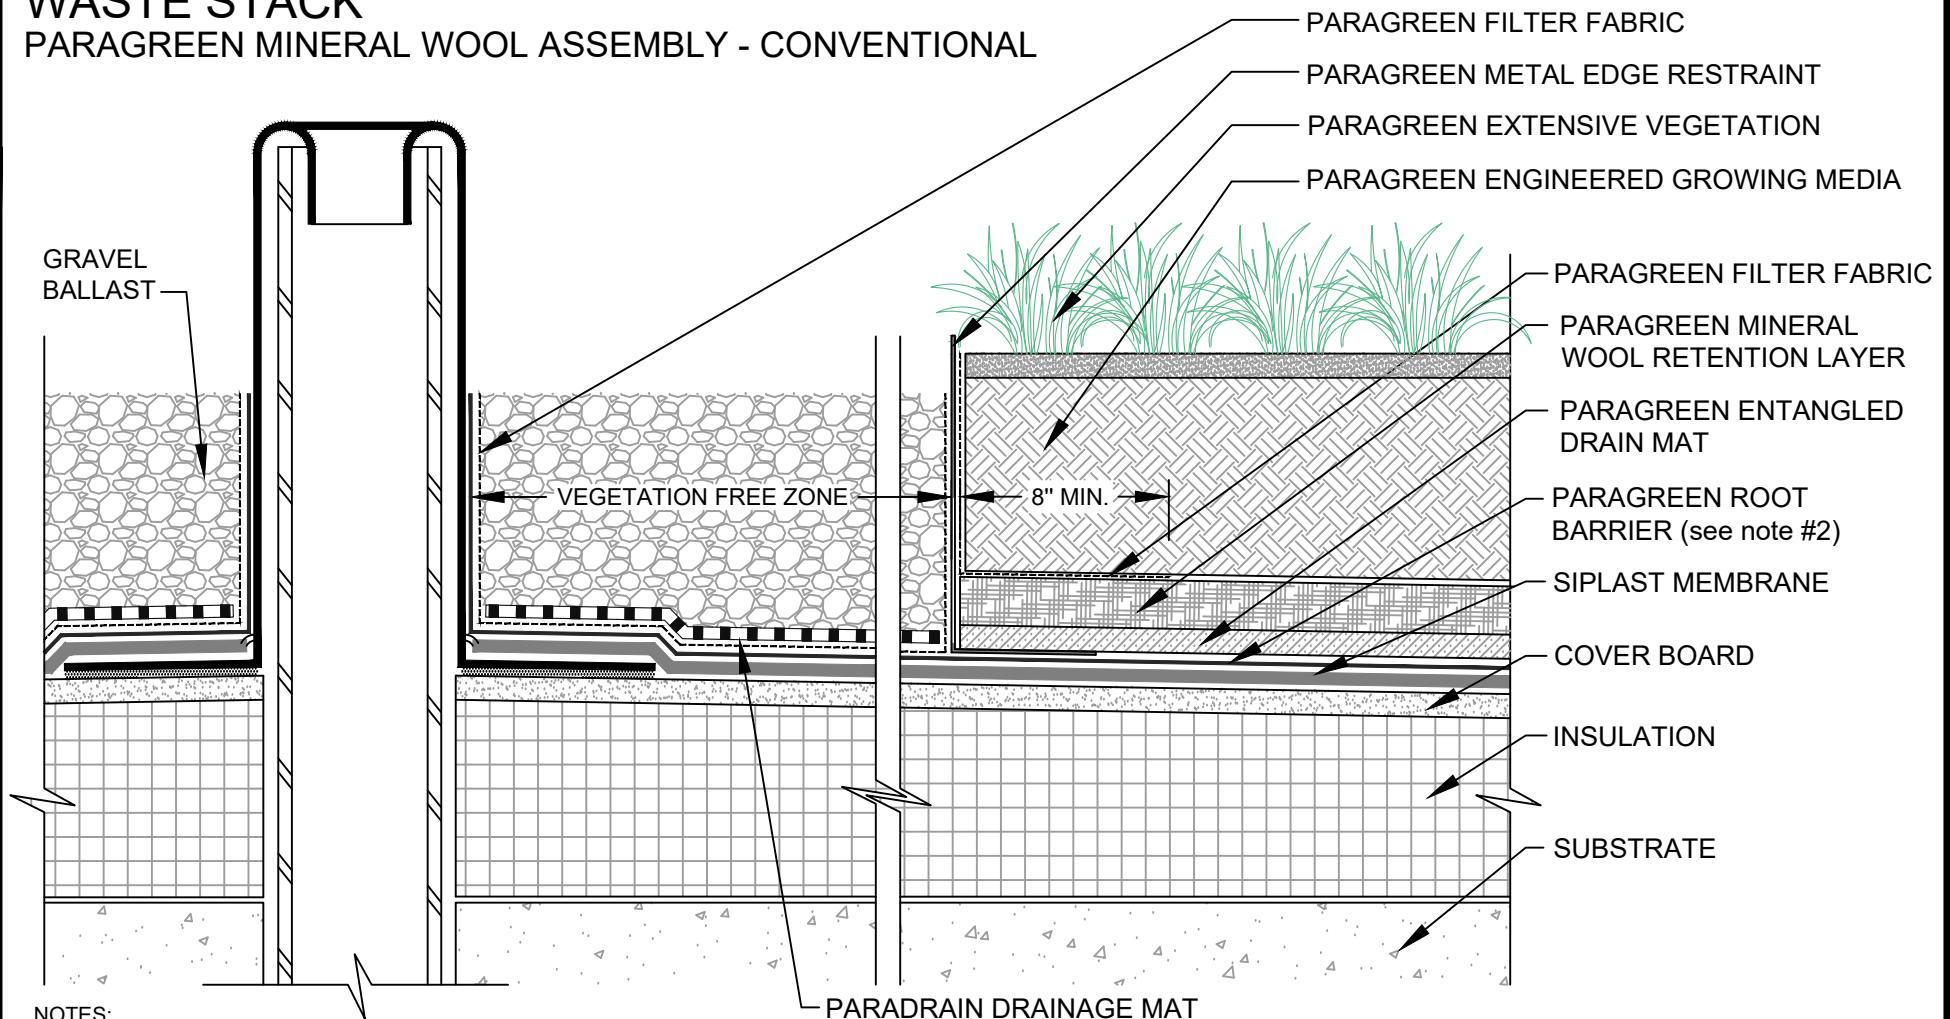 WASTE STACK
PARAGREEN MINERAL WOOL ASSEMBLY - CONVENTIONAL
PARAGREEN FILTER FABRIC
PARAGREEN METAL EDGE RESTRAINT
PARAGREEN EXTENSIVE VEGETATION
PARAGREEN ENGINEERED GROWING MEDIA
GRAVEL
BALLAST
PARAGREEN FILTER FABRIC
PARAGREEN MINERAL
WOOL RETENTION LAYER
PARAGREEN ENTANGLED
DRAIN MAT
VEGETATION FREE ZONE
8" MIN.
PARAGREEN ROOT
BARRIER (see note #2)
SIPLAST MEMBRANE
COVER BOARD
INSULATION
SUBSTRATE
PARADRAIN DRAINAGE MAT
NOTES: